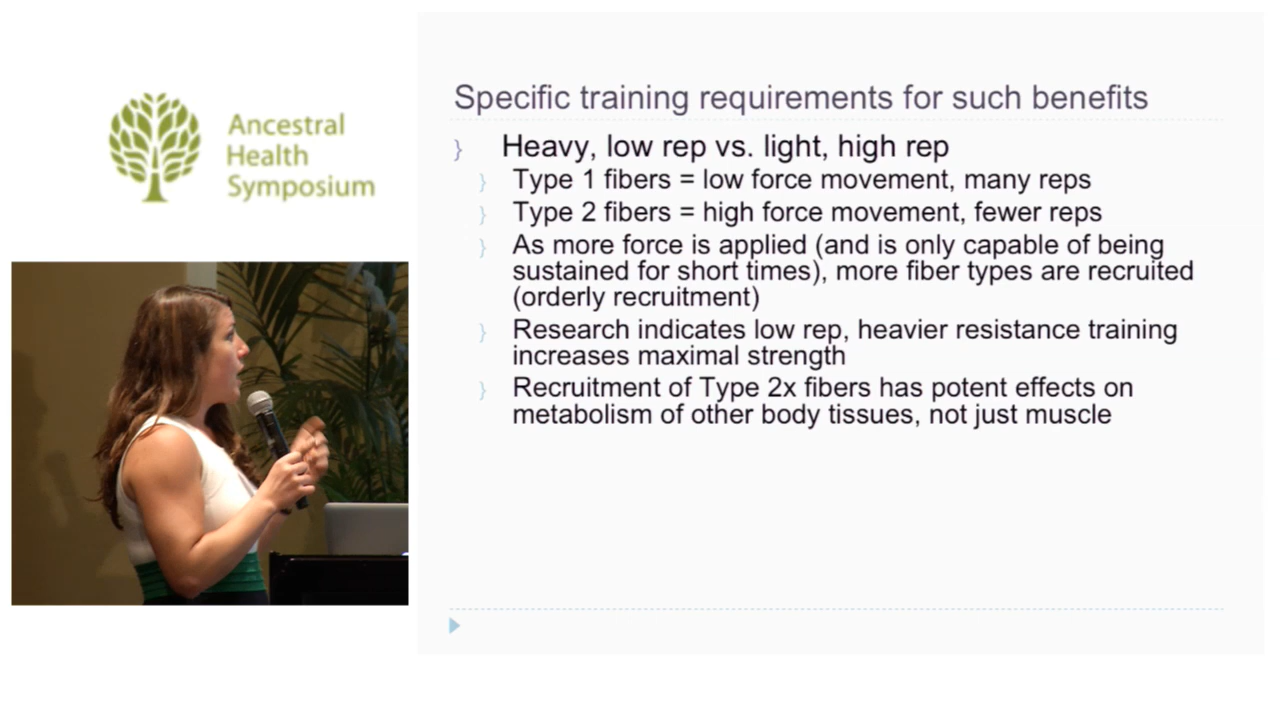 Ancestral
Health
Symposium
Specific training requirements for such benefits
} Heavy, low rep vs. light, high rep
} Type 1 fibers = low force movement, many reps
} Type 2 fibers = high force movement, fewer reps
} As more force is applied (and is only capable of being
sustained for short times), more fiber types are recruited
(orderly recruitment)
} Research indicates low rep, heavier resistance training
increases maximal strength
} Recruitment of Type 2x fibers has potent effects on
metabolism of other body tissues, not just muscle